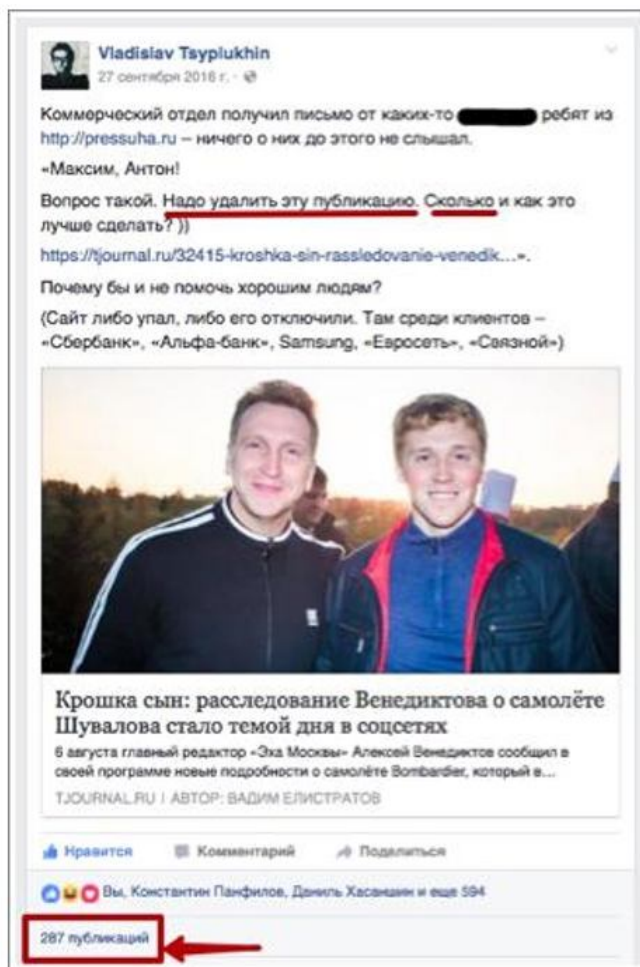 Vladislav Tsyplukhin
27 сентября 2016 г. ·
Коммерческий отдел получил письмо от каких-то ребят из
http://pressuha.ru – ничего о них до этого не слышал.
«Максим, Антон!
Вопрос такой. Надо удалить эту публикацию. Сколько и как это
лучше сделать? ))
https://tjournal.ru/32415-kroshka-sin-rassledovanie-venedik...».
Почему бы и не помочь хорошим людям?
(Сайт либо упал, либо его отключили. Там среди клиентов –
«Сбербанк», «Альфа-банк», Samsung, «Евросеть», «Связной»)
Крошка сын: расследование Венедиктова о самолёте
Шувалова стало темой дня в соцсетях
6 августа главный редактор «Эха Москвы» Алексей Венедиктов сообщил в
своей программе новые подробности о самолёте Bombardier, который в...
TJOURNAL.RU | АВТОР: ВАДИМ ЕЛИСТРАТОВ
Нравится Комментарий Поделиться
Вы, Константин Панфилов, Даниль Хасаншин и еще 594
287 публикаций